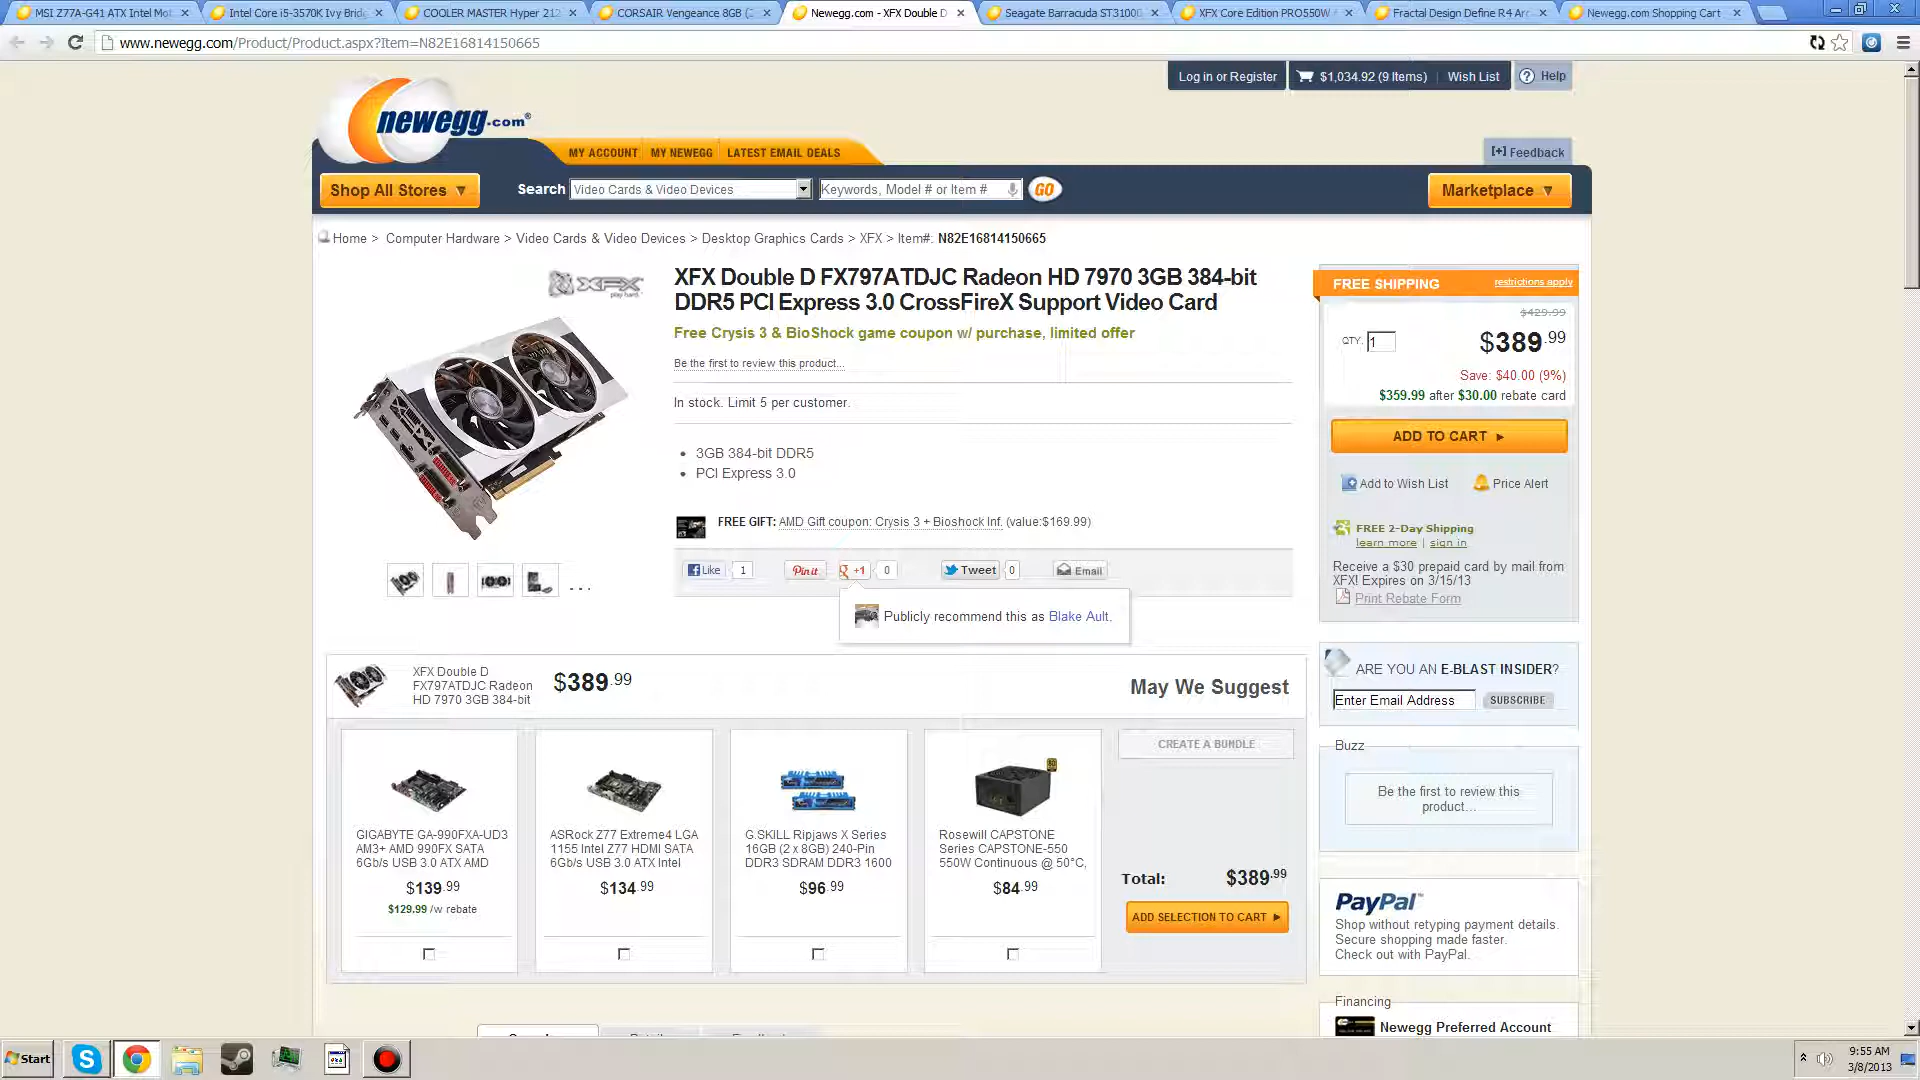 MSI Z77A-G41 ATX Intel Mot
Intel Core i5-3570K Ivy Bridg
COOLER MASTER Hyper 212
CORSAIR Vengeance 8GB (2
Newegg.com - XFX Double D
Seagate Barracuda ST31000
XFX Core Edition PRO550W
Fractal Design Define R4 Ar
Newegg.com Shopping Cart
www.newegg.com/Product/Product.aspx?Item=N82E16814150665
Log in or Register
$1,034.92 (9 Items)
Wish List
Help
newegg.com®
MY ACCOUNT
MY NEWEGG
LATEST EMAIL DEALS
[+] Feedback
Shop All Stores
Search
Video Cards & Video Devices
Keywords, Model # or Item #
GO
Marketplace
Home > Computer Hardware > Video Cards & Video Devices > Desktop Graphics Cards > XFX > Item#: N82E16814150665
XFX
play hard.
XFX Double D FX797ATDJC Radeon HD 7970 3GB 384-bit
DDR5 PCI Express 3.0 CrossFireX Support Video Card
Free Crysis 3 & BioShock game coupon w/ purchase, limited offer
Be the first to review this product...
In stock. Limit 5 per customer.
• 3GB 384-bit DDR5
• PCI Express 3.0
FREE GIFT: AMD Gift coupon: Crysis 3 + Bioshock Inf. (value:$169.99)
Like
1
Pin it
+1
0
Tweet
0
Email
Publicly recommend this as Blake Ault.
. . .
FREE SHIPPING
restrictions apply
$429.99
QTY. 1
$389.99
Save: $40.00 (9%)
$359.99 after $30.00 rebate card
ADD TO CART
Add to Wish List
Price Alert
FREE 2-Day Shipping
learn more | sign in
Receive a $30 prepaid card by mail from
XFX! Expires on 3/15/13
Print Rebate Form
ARE YOU AN E-BLAST INSIDER?
Enter Email Address
SUBSCRIBE
Buzz
Be the first to review this
product...
PayPal™
Shop without retyping payment details.
Secure shopping made faster.
Check out with PayPal.
Financing
Newegg Preferred Account
XFX Double D
FX797ATDJC Radeon
HD 7970 3GB 384-bit
$389.99
May We Suggest
GIGABYTE GA-990FXA-UD3
AM3+ AMD 990FX SATA
6Gb/s USB 3.0 ATX AMD
$139.99
$129.99 /w rebate
ASRock Z77 Extreme4 LGA
1155 Intel Z77 HDMI SATA
6Gb/s USB 3.0 ATX Intel
$134.99
G.SKILL Ripjaws X Series
16GB (2 x 8GB) 240-Pin
DDR3 SDRAM DDR3 1600
$96.99
Rosewill CAPSTONE
Series CAPSTONE-550
550W Continuous @ 50°C,
$84.99
CREATE A BUNDLE
Total:
$389.99
ADD SELECTION TO CART
Start
9:55 AM
3/8/2013